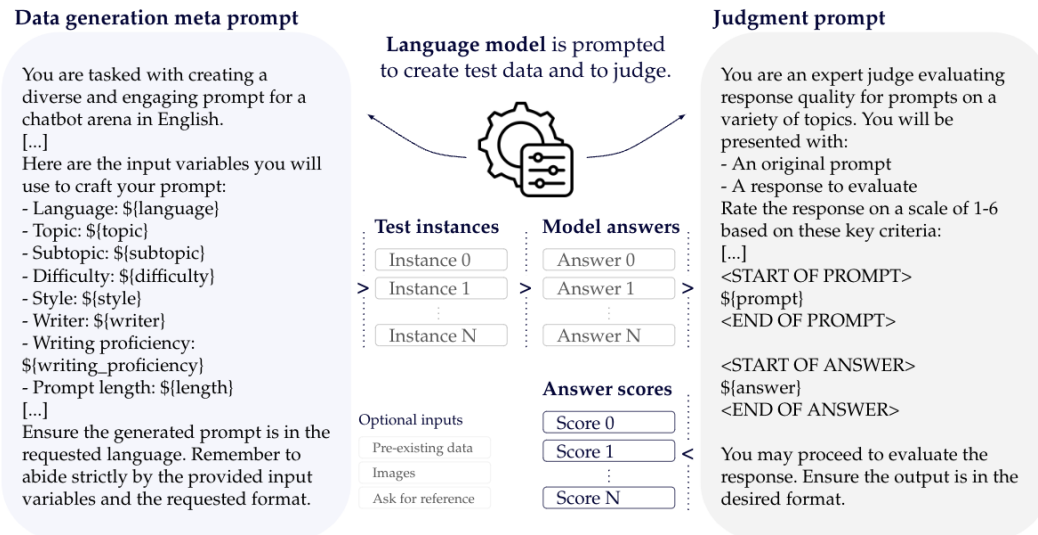 Data generation meta prompt
You are tasked with creating a
diverse and engaging prompt for a
chatbot arena in English.
[...]
Here are the input variables you will
use to craft your prompt:
- Language: ${language}
- Topic: ${topic}
- Subtopic: ${subtopic}
- Difficulty: ${difficulty}
- Style: ${style}
- Writer: ${writer}
- Writing proficiency:
${writing_proficiency}
- Prompt length: ${length}
[...]
Ensure the generated prompt is in the
requested language. Remember to
abide strictly by the provided input
variables and the requested format.
Language model is prompted
to create test data and to judge.
Test instances
Instance 0
> Instance 1
⋮
Instance N
Model answers
Answer 0
> Answer 1 >
⋮
Answer N
Optional inputs
Pre-existing data
Images
Ask for reference
Answer scores
Score 0
Score 1 <
⋮
Score N
Judgment prompt
You are an expert judge evaluating
response quality for prompts on a
variety of topics. You will be
presented with:
- An original prompt
- A response to evaluate
Rate the response on a scale of 1-6
based on these key criteria:
[...]
<START OF PROMPT>
${prompt}
<END OF PROMPT>
<START OF ANSWER>
${answer}
<END OF ANSWER>
You may proceed to evaluate the
response. Ensure the output is in the
desired format.